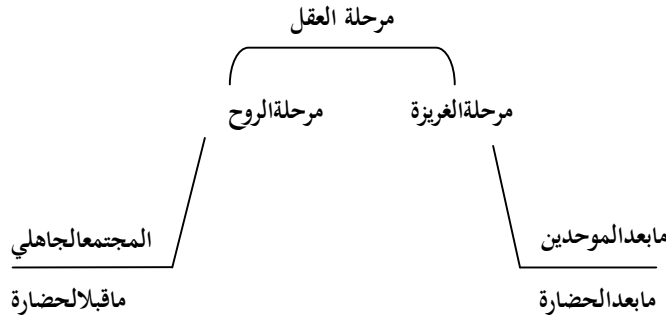 مرحلة العقل
مرحلةالغريزة
مرحلةالروح
مابعدالموحدين
المجتمعالجاهلي
مابعدالحضارة
ماقبلالحضارة